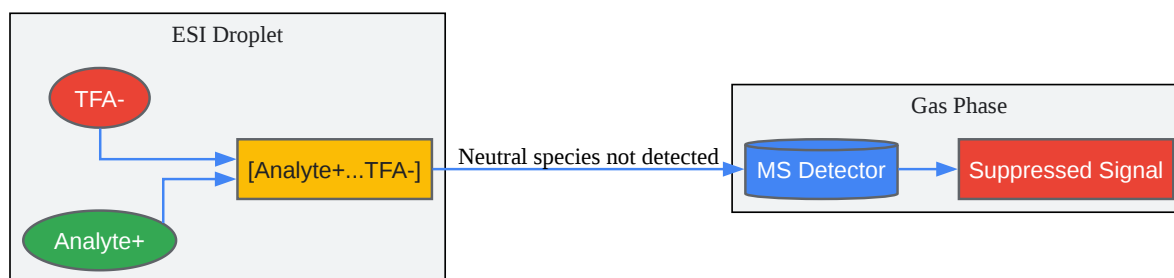 ESI Droplet
TFA-
[Analyte+...TFA-]
Analyte+
Neutral species not detected
Gas Phase
MS Detector
Suppressed Signal